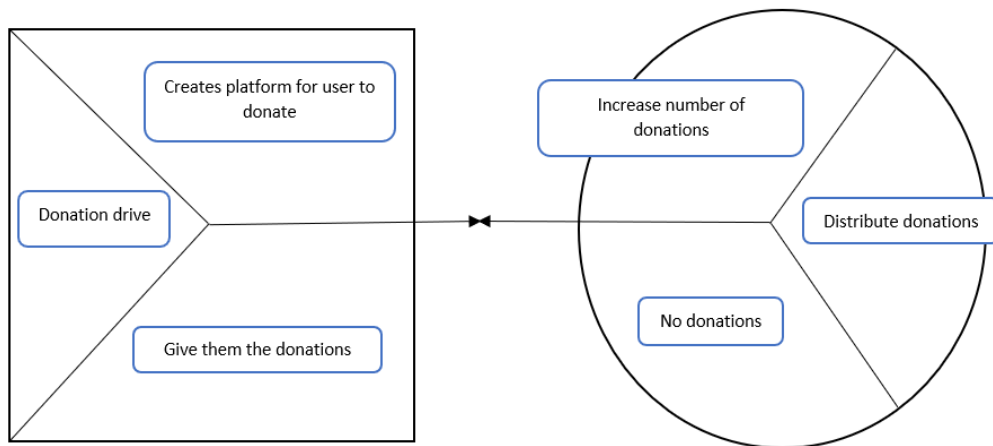 Creates platform for user to
donate
Donation drive
Give them the donations
Increase number of
donations
Distribute donations
No donations